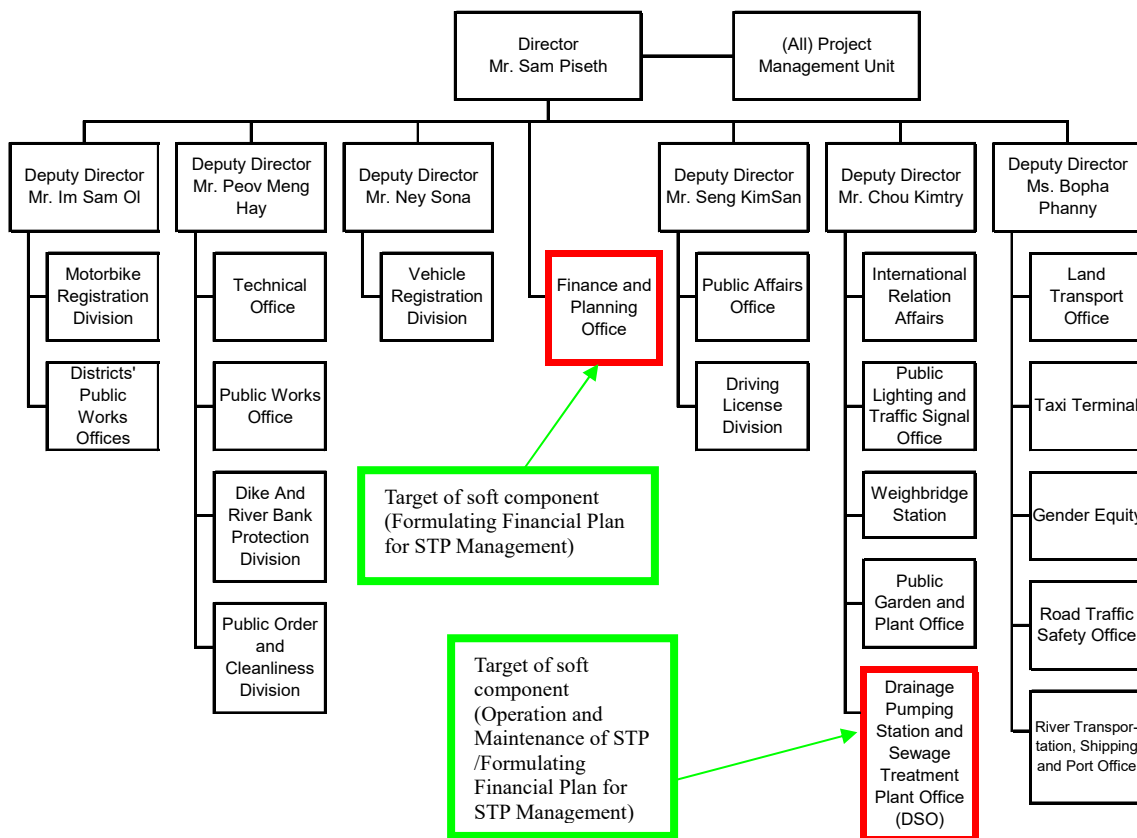 Director
Mr. Sam Piseth
(All) Project
Management Unit
Deputy Director
Mr. Im Sam Ol
Deputy Director
Mr. Peov Meng
Hay
Deputy Director
Mr. Ney Sona
Deputy Director
Mr. Seng KimSan
Deputy Director
Mr. Chou Kimtry
Deputy Director
Ms. Bopha
Phanny
Motorbike
Registration
Division
Districts'
Public
Works
Offices
Technical
Office
Public Works
Office
Dike And
River Bank
Protection
Division
Public Order
and
Cleanliness
Division
Vehicle
Registration
Division
Finance and
Planning
Office
Public Affairs
Office
Driving
License
Division
International
Relation
Affairs
Public
Lighting and
Traffic Signal
Office
Weighbridge
Station
Public
Garden and
Plant Office
Drainage
Pumping
Station and
Sewage
Treatment
Plant Office
(DSO)
Land
Transport
Office
Taxi Terminal
Gender Equity
Road Traffic
Safety Office
River Transpor-
tation, Shipping
and Port Office
Target of soft component
(Formulating Financial Plan
for STP Management)
Target of soft
component
(Operation and
Maintenance of STP
/Formulating
Financial Plan for
STP Management)